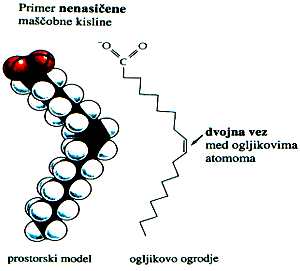 Primer nenasičene
maščobne kisline
⁻O
O
C
dvojna vez
med ogljikovima
atomoma
prostorski model
ogljikovo ogrodje